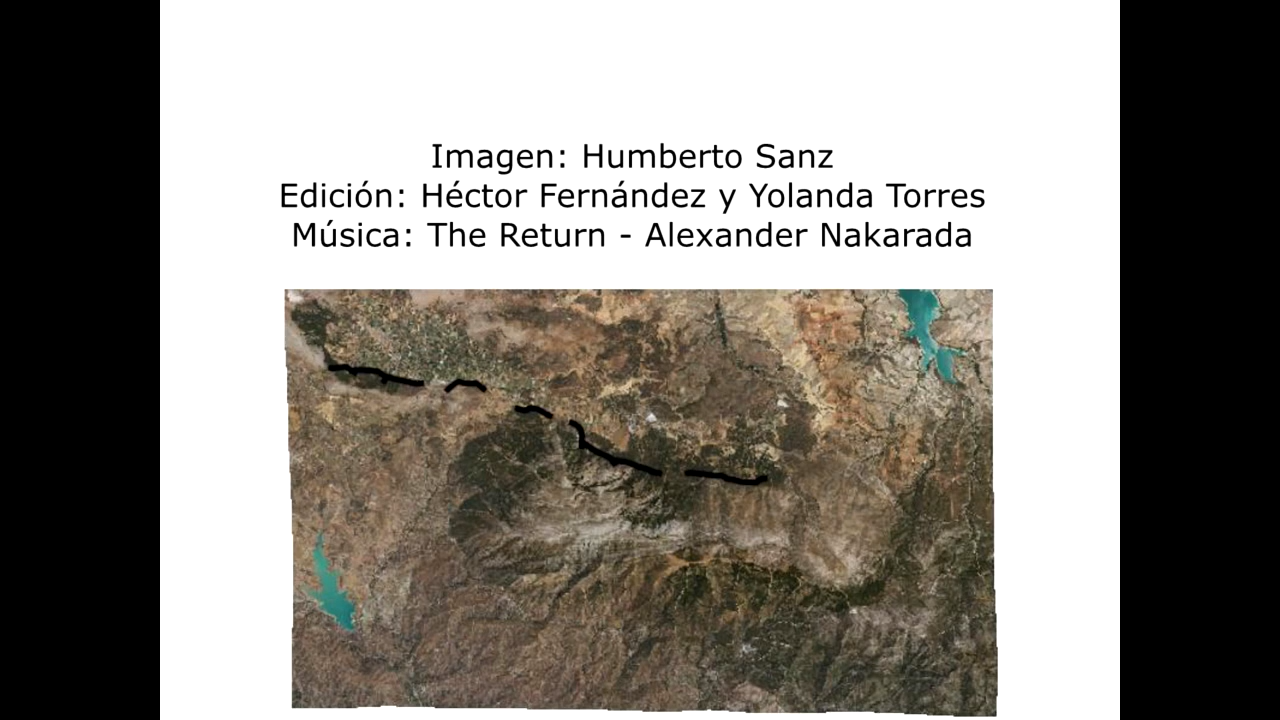 Imagen: Humberto Sanz
Edición: Héctor Fernández y Yolanda Torres
Música: The Return - Alexander Nakarada